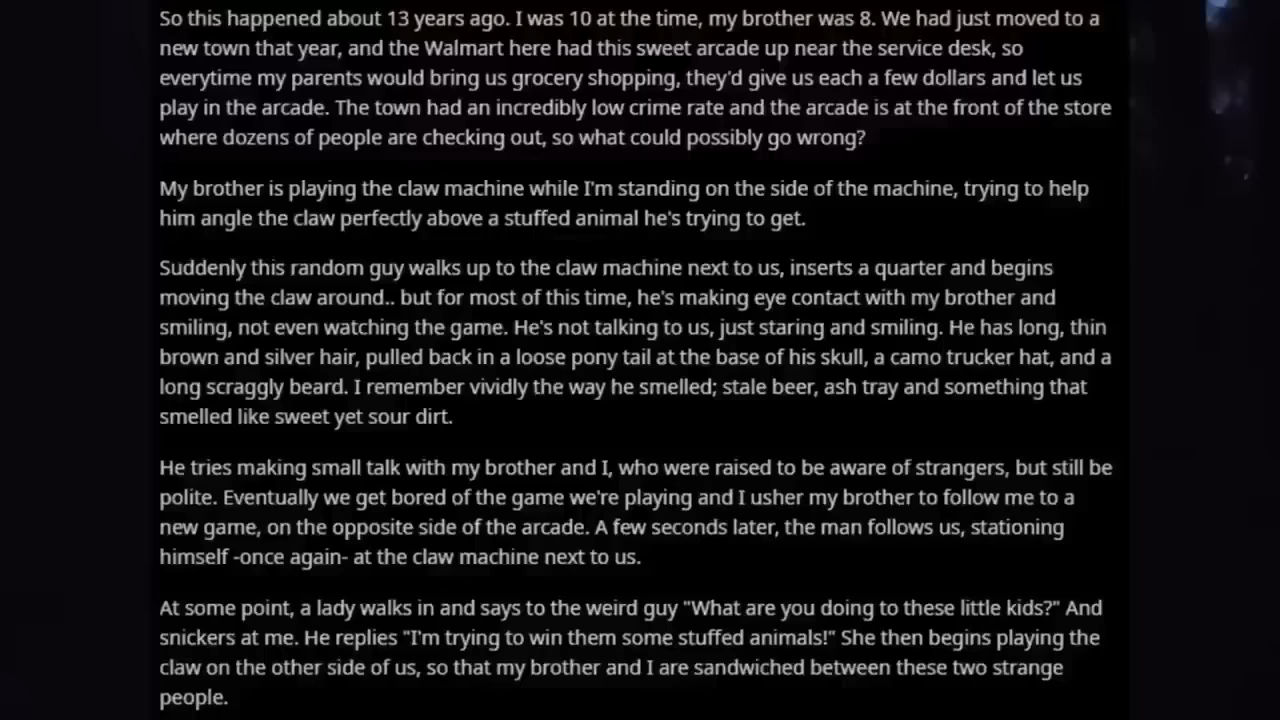 So this happened about 13 years ago. I was 10 at the time, my brother was 8. We had just moved to a
new town that year, and the Walmart here had this sweet arcade up near the service desk, so
everytime my parents would bring us grocery shopping, they'd give us each a few dollars and let us
play in the arcade. The town had an incredibly low crime rate and the arcade is at the front of the store
where dozens of people are checking out, so what could possibly go wrong?
My brother is playing the claw machine while I'm standing on the side of the machine, trying to help
him angle the claw perfectly above a stuffed animal he's trying to get.
Suddenly this random guy walks up to the claw machine next to us, inserts a quarter and begins
moving the claw around.. but for most of this time, he's making eye contact with my brother and
smiling, not even watching the game. He's not talking to us, just staring and smiling. He has long, thin
brown and silver hair, pulled back in a loose pony tail at the base of his skull, a camo trucker hat, and a
long scraggly beard. I remember vividly the way he smelled; stale beer, ash tray and something that
smelled like sweet yet sour dirt.
He tries making small talk with my brother and I, who were raised to be aware of strangers, but still be
polite. Eventually we get bored of the game we're playing and I usher my brother to follow me to a
new game, on the opposite side of the arcade. A few seconds later, the man follows us, stationing
himself -once again- at the claw machine next to us.
At some point, a lady walks in and says to the weird guy "What are you doing to these little kids?" And
snickers at me. He replies "I'm trying to win them some stuffed animals!" She then begins playing the
claw on the other side of us, so that my brother and I are sandwiched between these two strange
people.